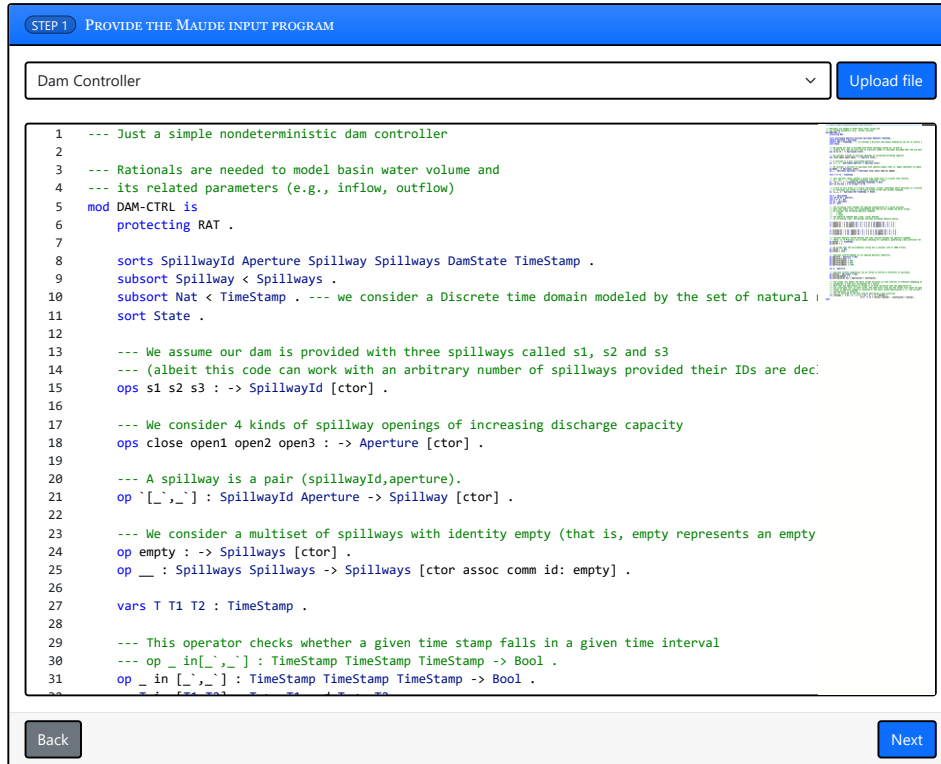 STEP 1 PROVIDE THE MAUDE INPUT PROGRAM
Dam Controller
Upload file
1 --- Just a simple nondeterministic dam controller
2
3 --- Rationals are needed to model basin water volume and
4 --- its related parameters (e.g., inflow, outflow)
5 mod DAM-CTRL is
6 protecting RAT .
7
8 sorts SpillwayId Aperture Spillway Spillways DamState TimeStamp .
9 subsort Spillway < Spillways .
10 subsort Nat < TimeStamp . --- we consider a Discrete time domain modeled by the set of natural
11 sort State .
12
13 --- We assume our dam is provided with three spillways called s1, s2 and s3
14 --- (albeit this code can work with an arbitrary number of spillways provided their IDs are
15 ops s1 s2 s3 : -> SpillwayId [ctor] .
16
17 --- We consider 4 kinds of spillway openings of increasing discharge capacity
18 ops close open1 open2 open3 : -> Aperture [ctor] .
19
20 --- A spillway is a pair (spillwayId,aperture).
21 op `[_`,_`] : SpillwayId Aperture -> Spillway [ctor] .
22
23 --- We consider a multiset of spillways with identity empty (that is, empty represents an empty
24 op empty : -> Spillways [ctor] .
25 op __ : Spillways Spillways -> Spillways [ctor assoc comm id: empty] .
26
27 vars T T1 T2 : TimeStamp .
28
29 --- This operator checks whether a given time stamp falls in a given time interval
30 --- op _ in[_`,_`] : TimeStamp TimeStamp TimeStamp -> Bool .
31 op _ in [_`,_`] : TimeStamp TimeStamp TimeStamp -> Bool .
Back
Next